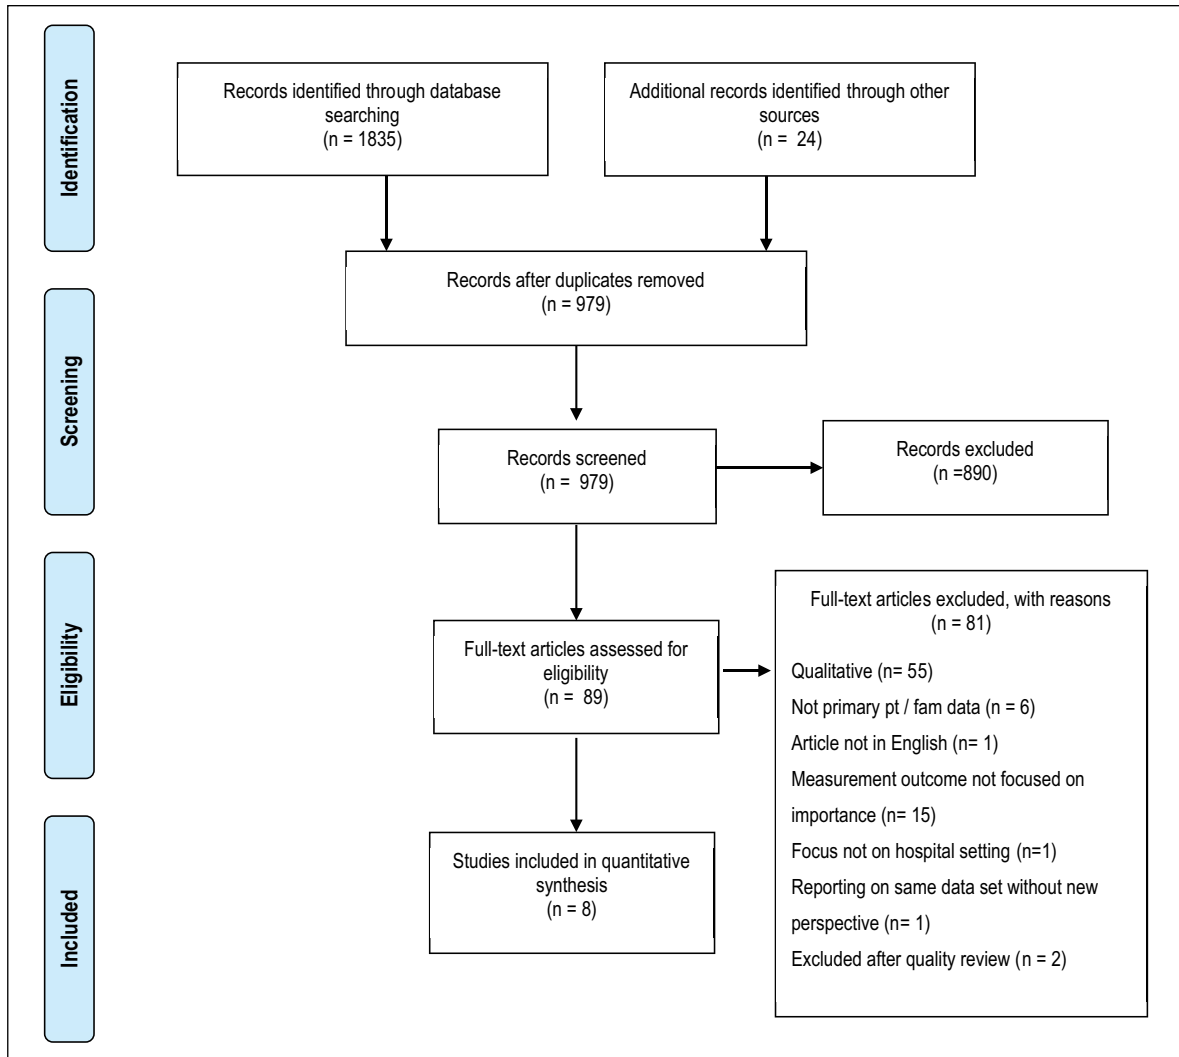 Identification
Records identified through database
searching
(n = 1835)
Additional records identified through other
sources
(n = 24)
Records after duplicates removed
(n = 979)
Screening
Records screened
(n = 979)
Records excluded
(n =890)
Eligibility
Full-text articles assessed for
eligibility
(n = 89)
Full-text articles excluded, with reasons
(n = 81)
Qualitative (n= 55)
Not primary pt / fam data (n = 6)
Article not in English (n= 1)
Measurement outcome not focused on
importance (n= 15)
Focus not on hospital setting (n=1)
Reporting on same data set without new
perspective (n= 1)
Excluded after quality review (n = 2)
Included
Studies included in quantitative
synthesis
(n = 8)